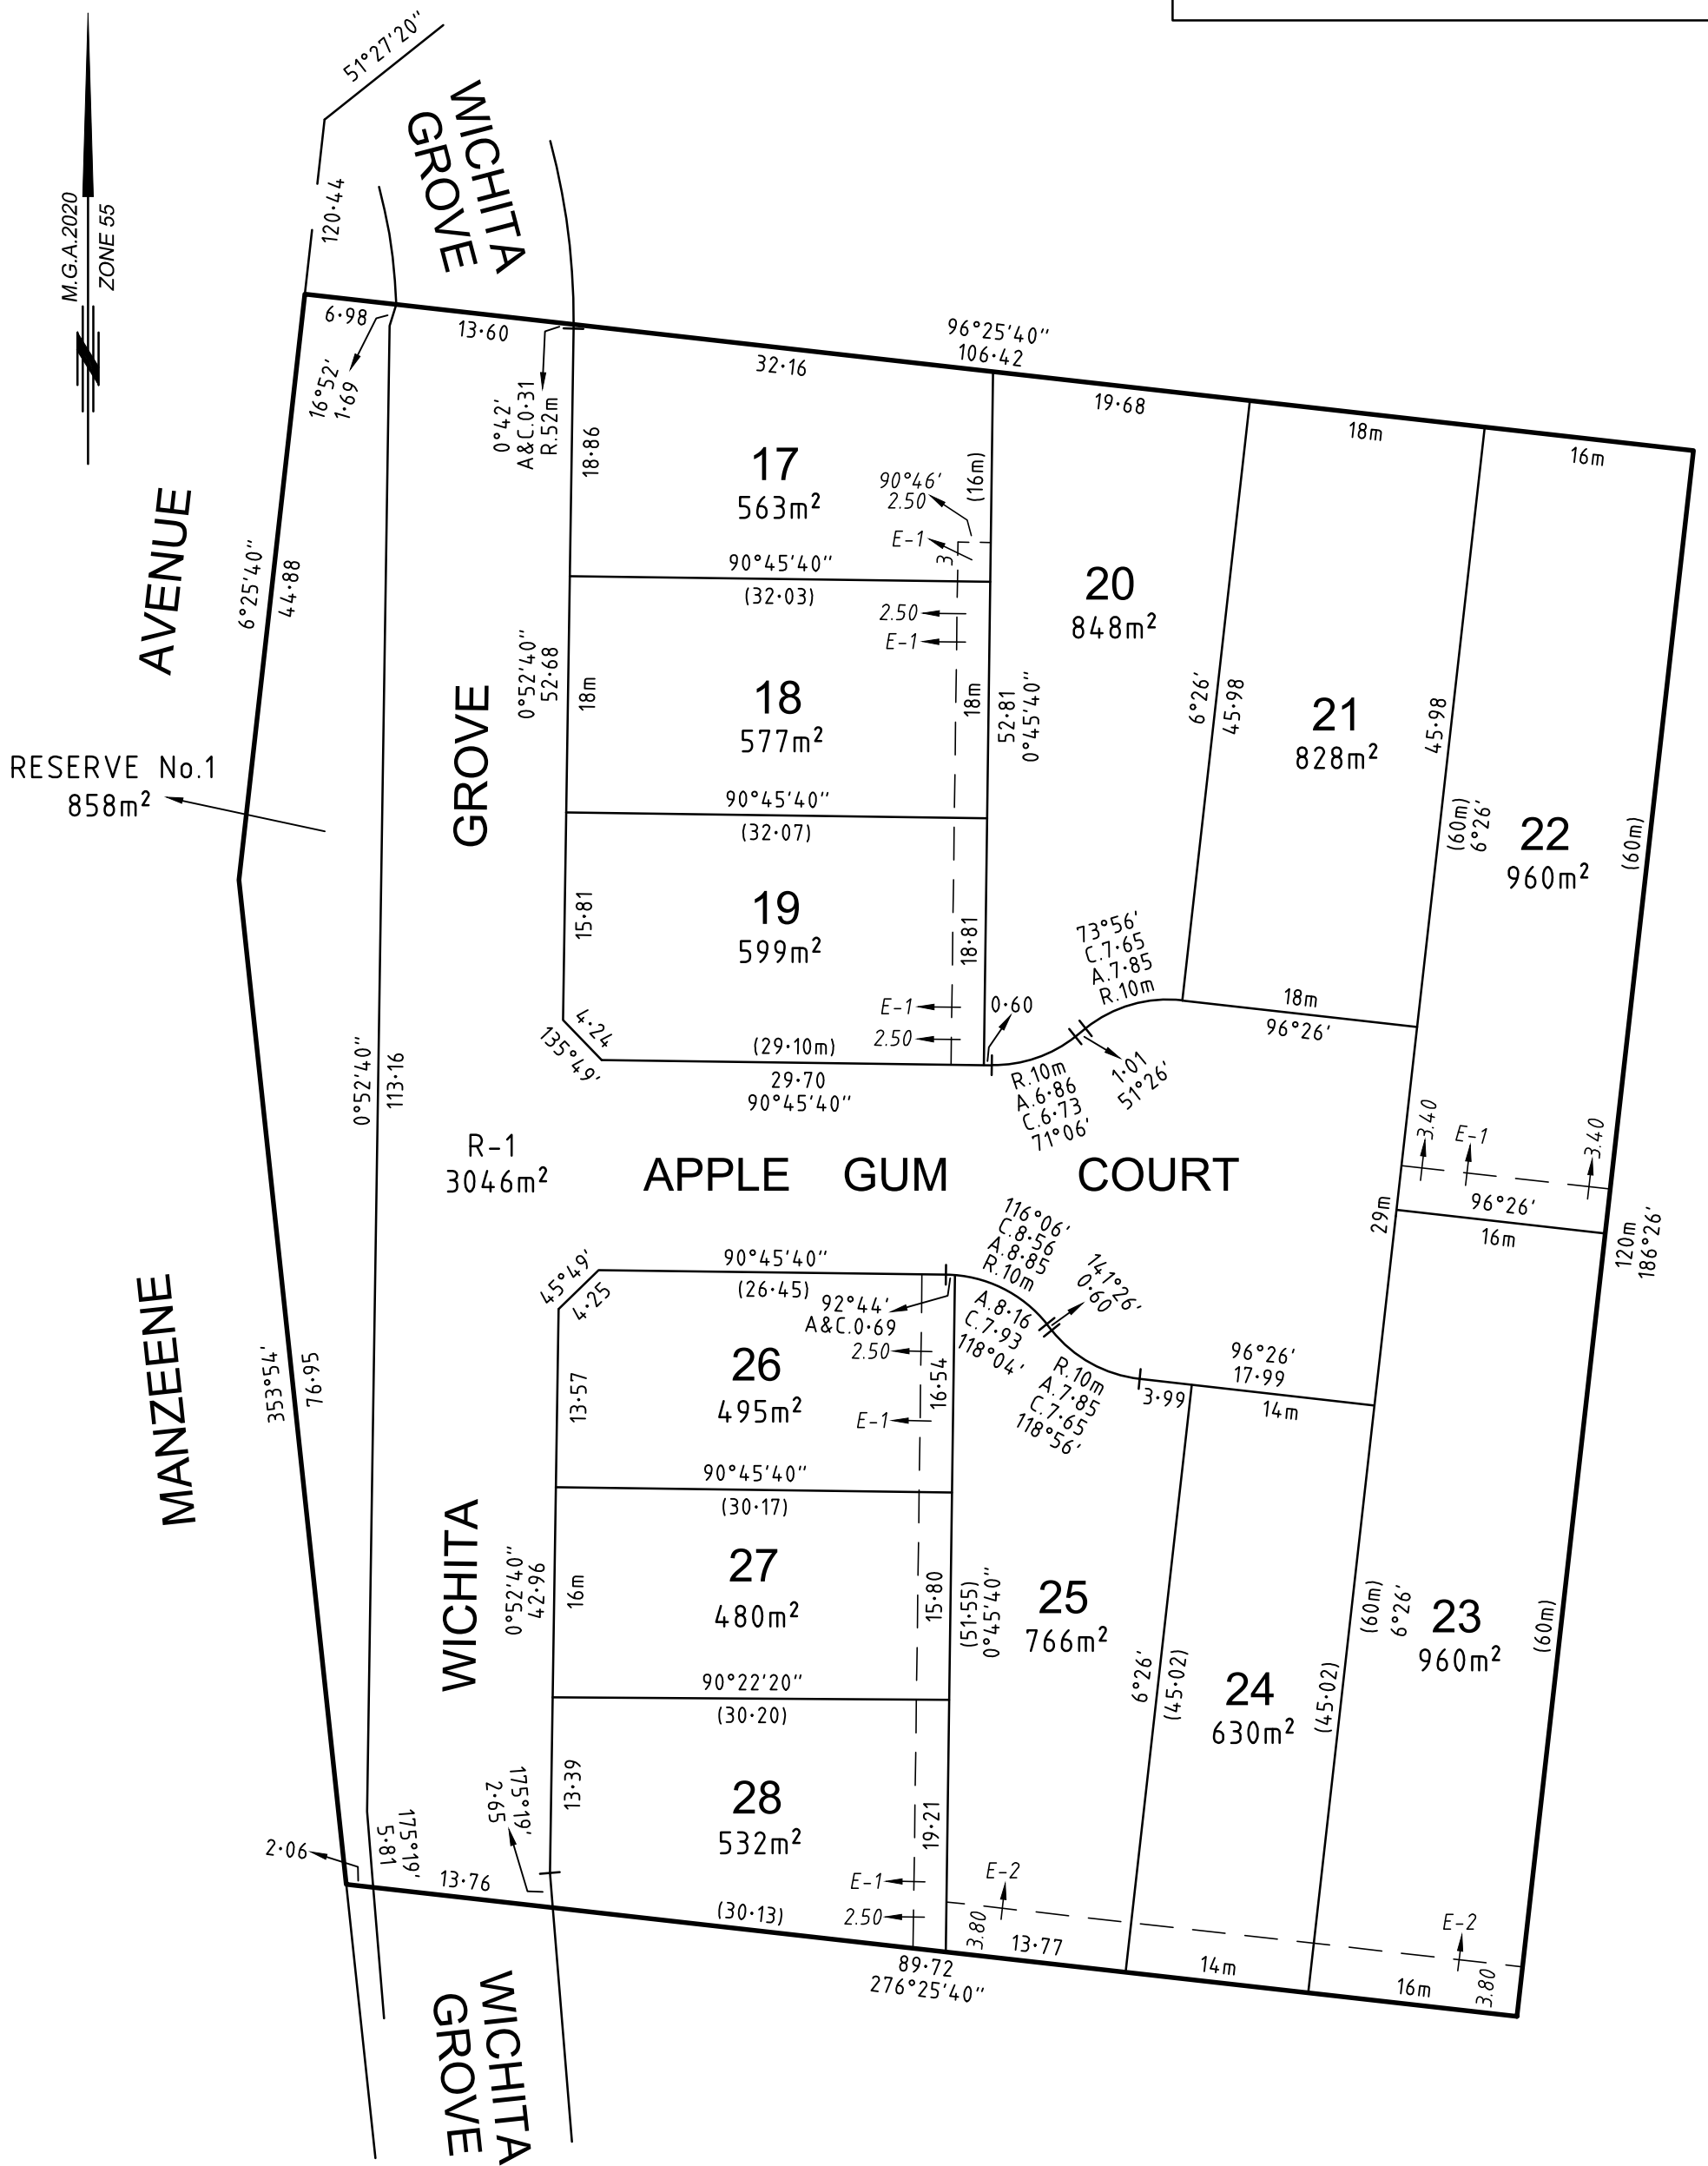 51°27'20"
WICHITA
GROVE
120·44
M.G.A.2020
ZONE 55
6·98
13·60
16°52'
1·69
0°42'
A&C.0·31
R.52m
32·16
96°25'40"
106·42
19·68
18m
16m
18·86
17
563m²
90°46'
2.50
(16m)
E-1
3
90°45'40"
(32·03)
AVENUE
6°25'40"
44·88
20
848m²
2.50
E-1
0°52'40"
52·68
18m
18
577m²
18m
52·81
0°45'40"
6°26'
45·98
21
828m²
45·98
GROVE
RESERVE No.1
858m²
90°45'40"
(32·07)
(60m)
6°26'
22
960m²
(60m)
15·81
19
599m²
18·81
E-1
2.50
0·60
73°56'
C.7·65
A.7·85
R.10m
18m
96°26'
4·24
135°49'
(29·10m)
29·70
90°45'40"
R.10m
A.6·86
C.6·73
71°06'
1·01
51°26'
0°52'40"
113·16
R-1
3046m²
APPLE GUM COURT
3.40
E-1
3.40
96°26'
16m
29m
120m
186°26'
116°06'
C.8·56
A.8·85
R.10m
141°26'
0·60
45°49'
4·25
90°45'40"
(26·45)
92°44'
A&C.0·69
2.50
A.8·16
C.7·93
118°04'
R.10m
A.7·85
C.7·65
118°56'
96°26'
17·99
3·99
14m
MANZEENE
353°54'
76·95
13·57
26
495m²
E-1
16·54
90°45'40"
(30·17)
WICHITA
0°52'40"
42·96
16m
27
480m²
15·80
(51·55)
0°45'40"
25
766m²
6°26'
(45·02)
24
630m²
(45·02)
(60m)
6°26'
23
960m²
(60m)
90°22'20"
(30·20)
13·39
28
532m²
19·21
175°19'
2·65
175°19'
5·81
2·06
13·76
E-1
2.50
(30·13)
E-2
3.80
13·77
14m
E-2
16m
3.80
89·72
276°25'40"
WICHITA
GROVE